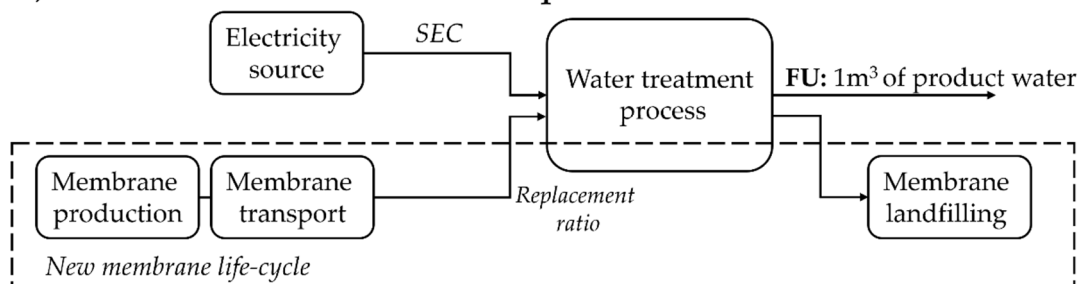 Electricity
source
SEC
Water treatment
process
FU: 1m³ of product water
Membrane
production
Membrane
transport
Replacement
ratio
Membrane
landfilling
New membrane life-cycle